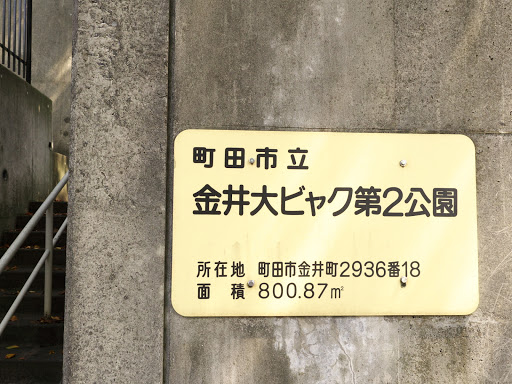 町田市立
金井大ビャク第2公園
所在地 町田市金井町2936番18
面積 800.87㎡